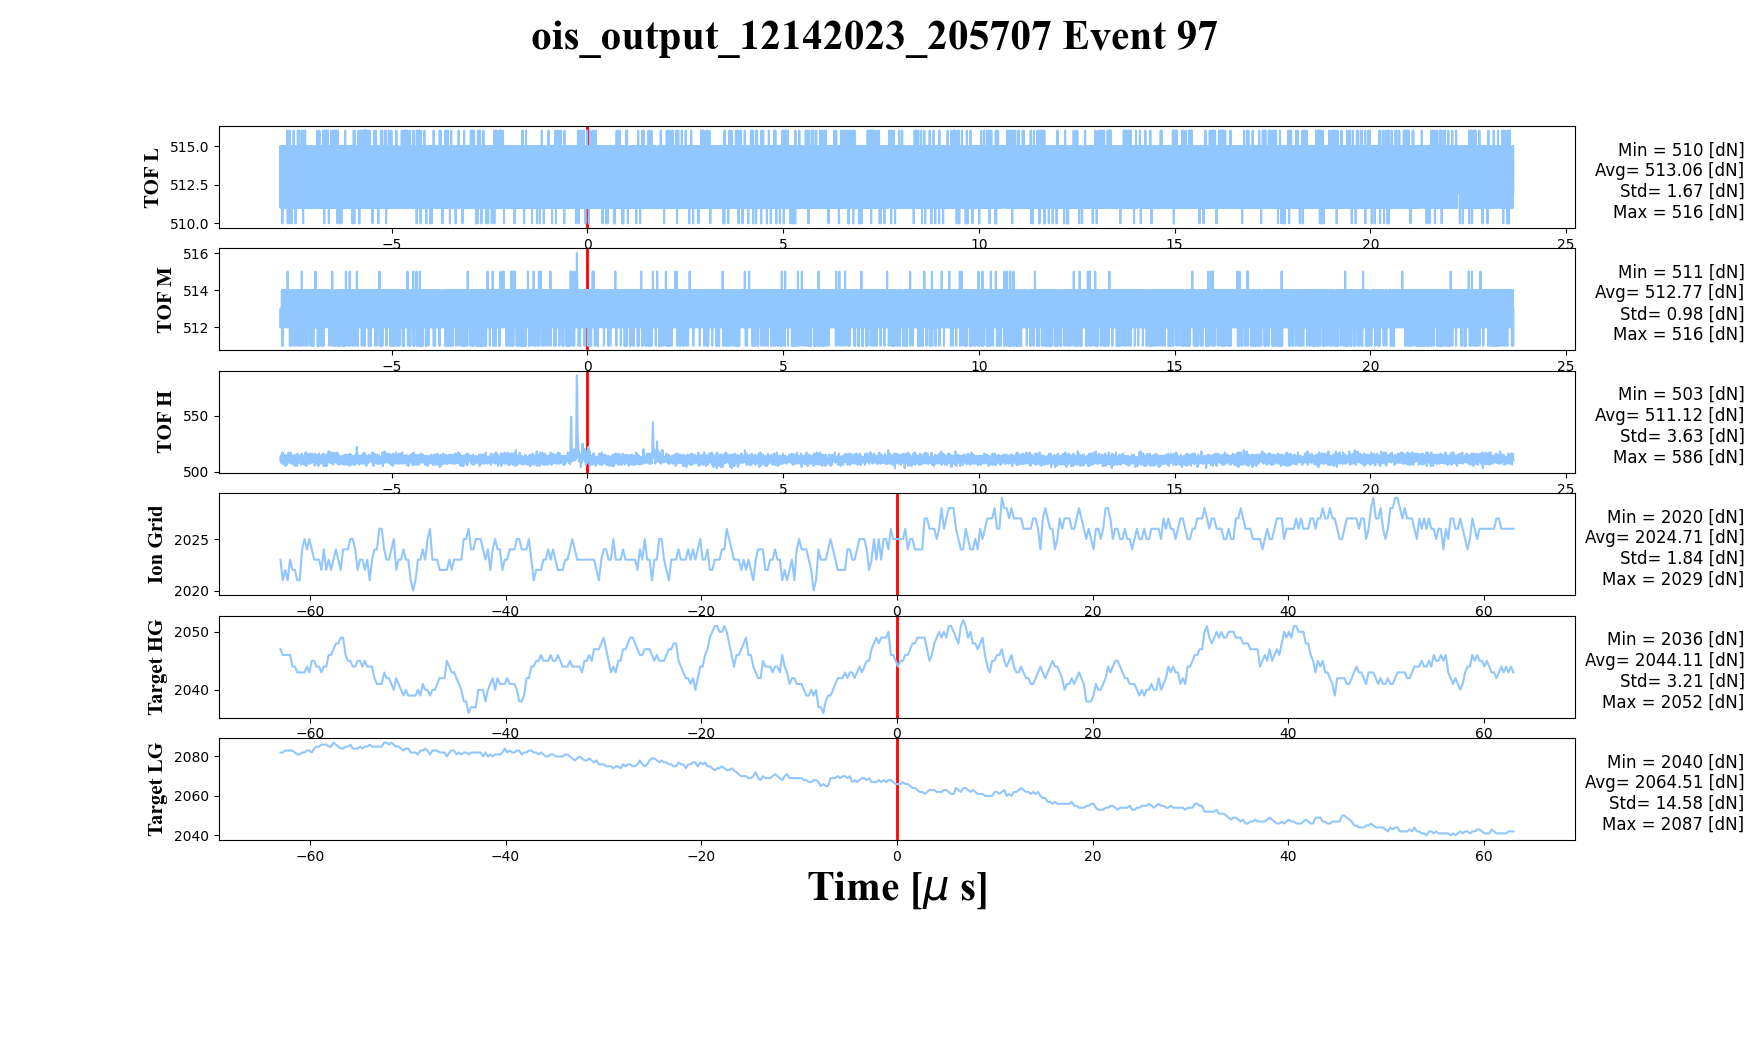 ois_output_12142023_205707 Event 97
TOF L
515.0
512.5
510.0
−5 0 5 10 15 20 25
Min = 510 [dN]
Avg= 513.06 [dN]
Std= 1.67 [dN]
Max = 516 [dN]
TOF M
516
514
512
−5 0 5 10 15 20 25
Min = 511 [dN]
Avg= 512.77 [dN]
Std= 0.98 [dN]
Max = 516 [dN]
TOF H
550
500
−5 0 5 10 15 20 25
Min = 503 [dN]
Avg= 511.12 [dN]
Std= 3.63 [dN]
Max = 586 [dN]
Ion Grid
2025
2020
−60 −40 −20 0 20 40 60
Min = 2020 [dN]
Avg= 2024.71 [dN]
Std= 1.84 [dN]
Max = 2029 [dN]
Target HG
2050
2040
−60 −40 −20 0 20 40 60
Min = 2036 [dN]
Avg= 2044.11 [dN]
Std= 3.21 [dN]
Max = 2052 [dN]
Target LG
2080
2060
2040
−60 −40 −20 0 20 40 60
Min = 2040 [dN]
Avg= 2064.51 [dN]
Std= 14.58 [dN]
Max = 2087 [dN]
Time [μ s]